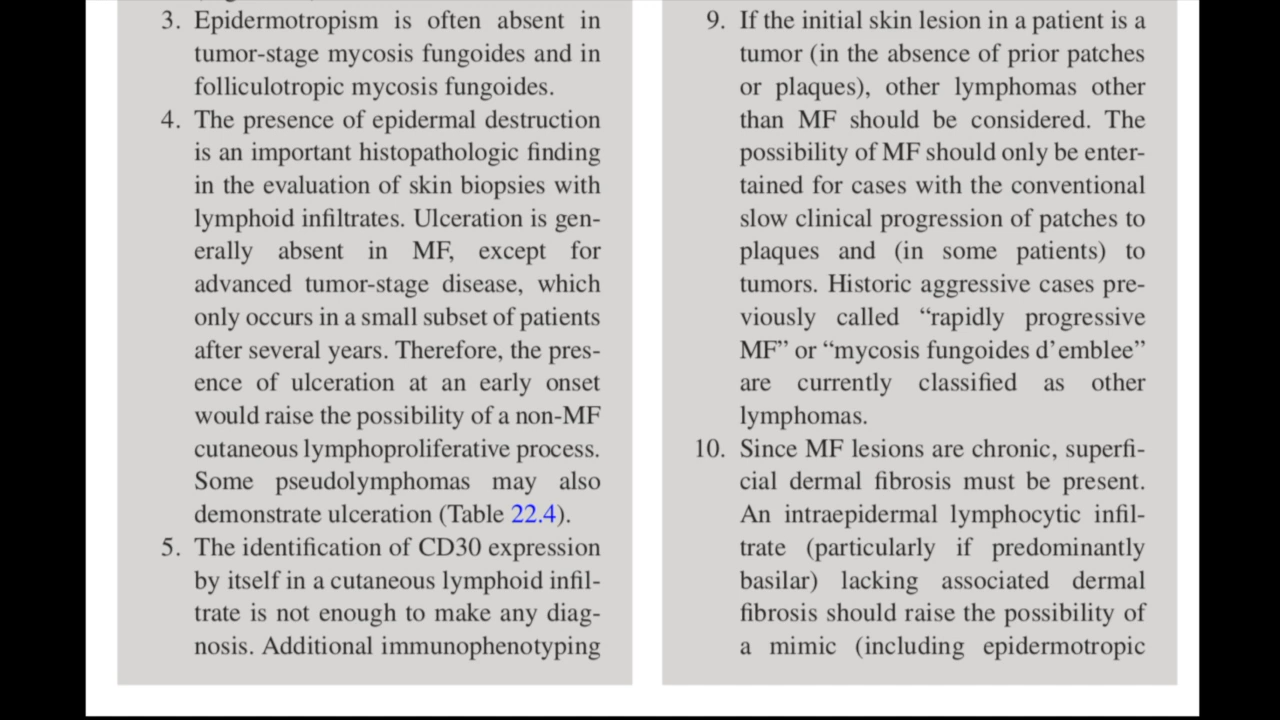 3. Epidermotropism is often absent in
tumor-stage mycosis fungoides and in
folliculotropic mycosis fungoides.
4. The presence of epidermal destruction
is an important histopathologic finding
in the evaluation of skin biopsies with
lymphoid infiltrates. Ulceration is gen-
erally absent in MF, except for
advanced tumor-stage disease, which
only occurs in a small subset of patients
after several years. Therefore, the pres-
ence of ulceration at an early onset
would raise the possibility of a non-MF
cutaneous lymphoproliferative process.
Some pseudolymphomas may also
demonstrate ulceration (Table 22.4).
5. The identification of CD30 expression
by itself in a cutaneous lymphoid infil-
trate is not enough to make any diag-
nosis. Additional immunophenotyping
9. If the initial skin lesion in a patient is a
tumor (in the absence of prior patches
or plaques), other lymphomas other
than MF should be considered. The
possibility of MF should only be enter-
tained for cases with the conventional
slow clinical progression of patches to
plaques and (in some patients) to
tumors. Historic aggressive cases pre-
viously called “rapidly progressive
MF” or “mycosis fungoides d’emblee”
are currently classified as other
lymphomas.
10. Since MF lesions are chronic, superfi-
cial dermal fibrosis must be present.
An intraepidermal lymphocytic infil-
trate (particularly if predominantly
basilar) lacking associated dermal
fibrosis should raise the possibility of
a mimic (including epidermotropic